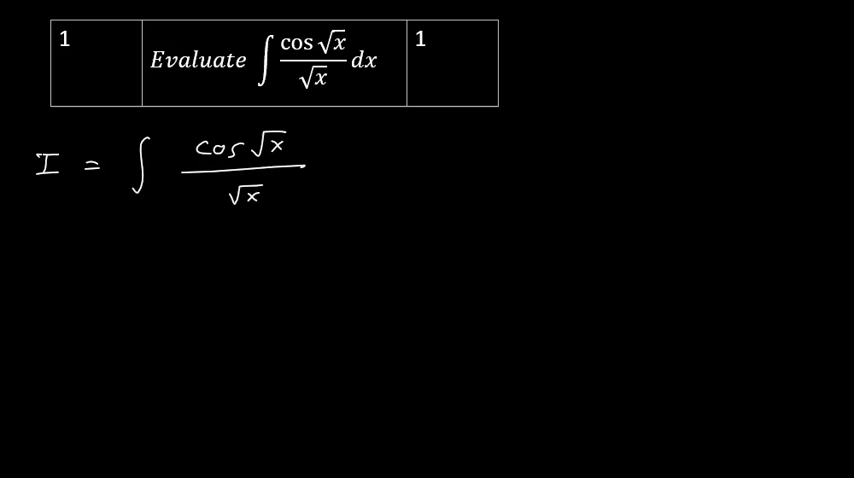 1 Evaluate ∫ cos √x / √x dx 1
I = ∫ cos √x / √x